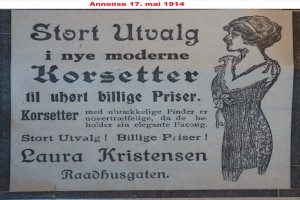 Annonse 17. mai 1914
Stort Utvalg
i nye moderne
Korsetter
til uhørt billige Priser.
Korsetter med ubrækkelige Pinder er
uovertræffelige, da de be-
holder sin elegante Façong.
Stort Utvalg! Billige Priser!
Laura Kristensen
Raadhusgaten.